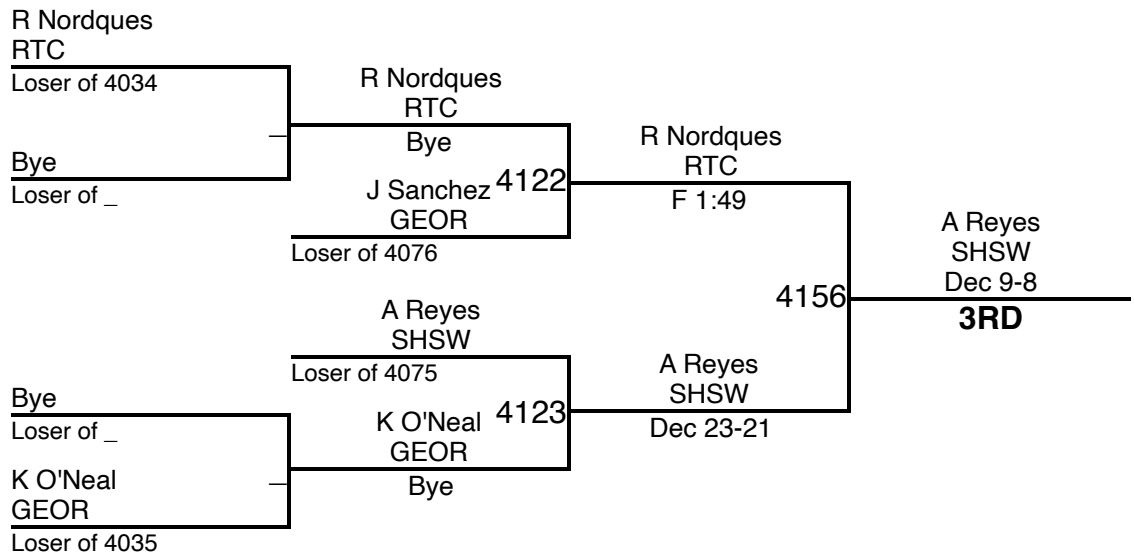 R Nordques
RTC
Loser of 4034
_
Bye
Loser of _
R Nordques
RTC
Bye
4122
J Sanchez
GEOR
Loser of 4076
R Nordques
RTC
F 1:49
A Reyes
SHSW
Loser of 4075
4123
K O'Neal
GEOR
Bye
Bye
Loser of _
_
K O'Neal
GEOR
Loser of 4035
A Reyes
SHSW
Dec 23-21
4156
A Reyes
SHSW
Dec 9-8
3RD